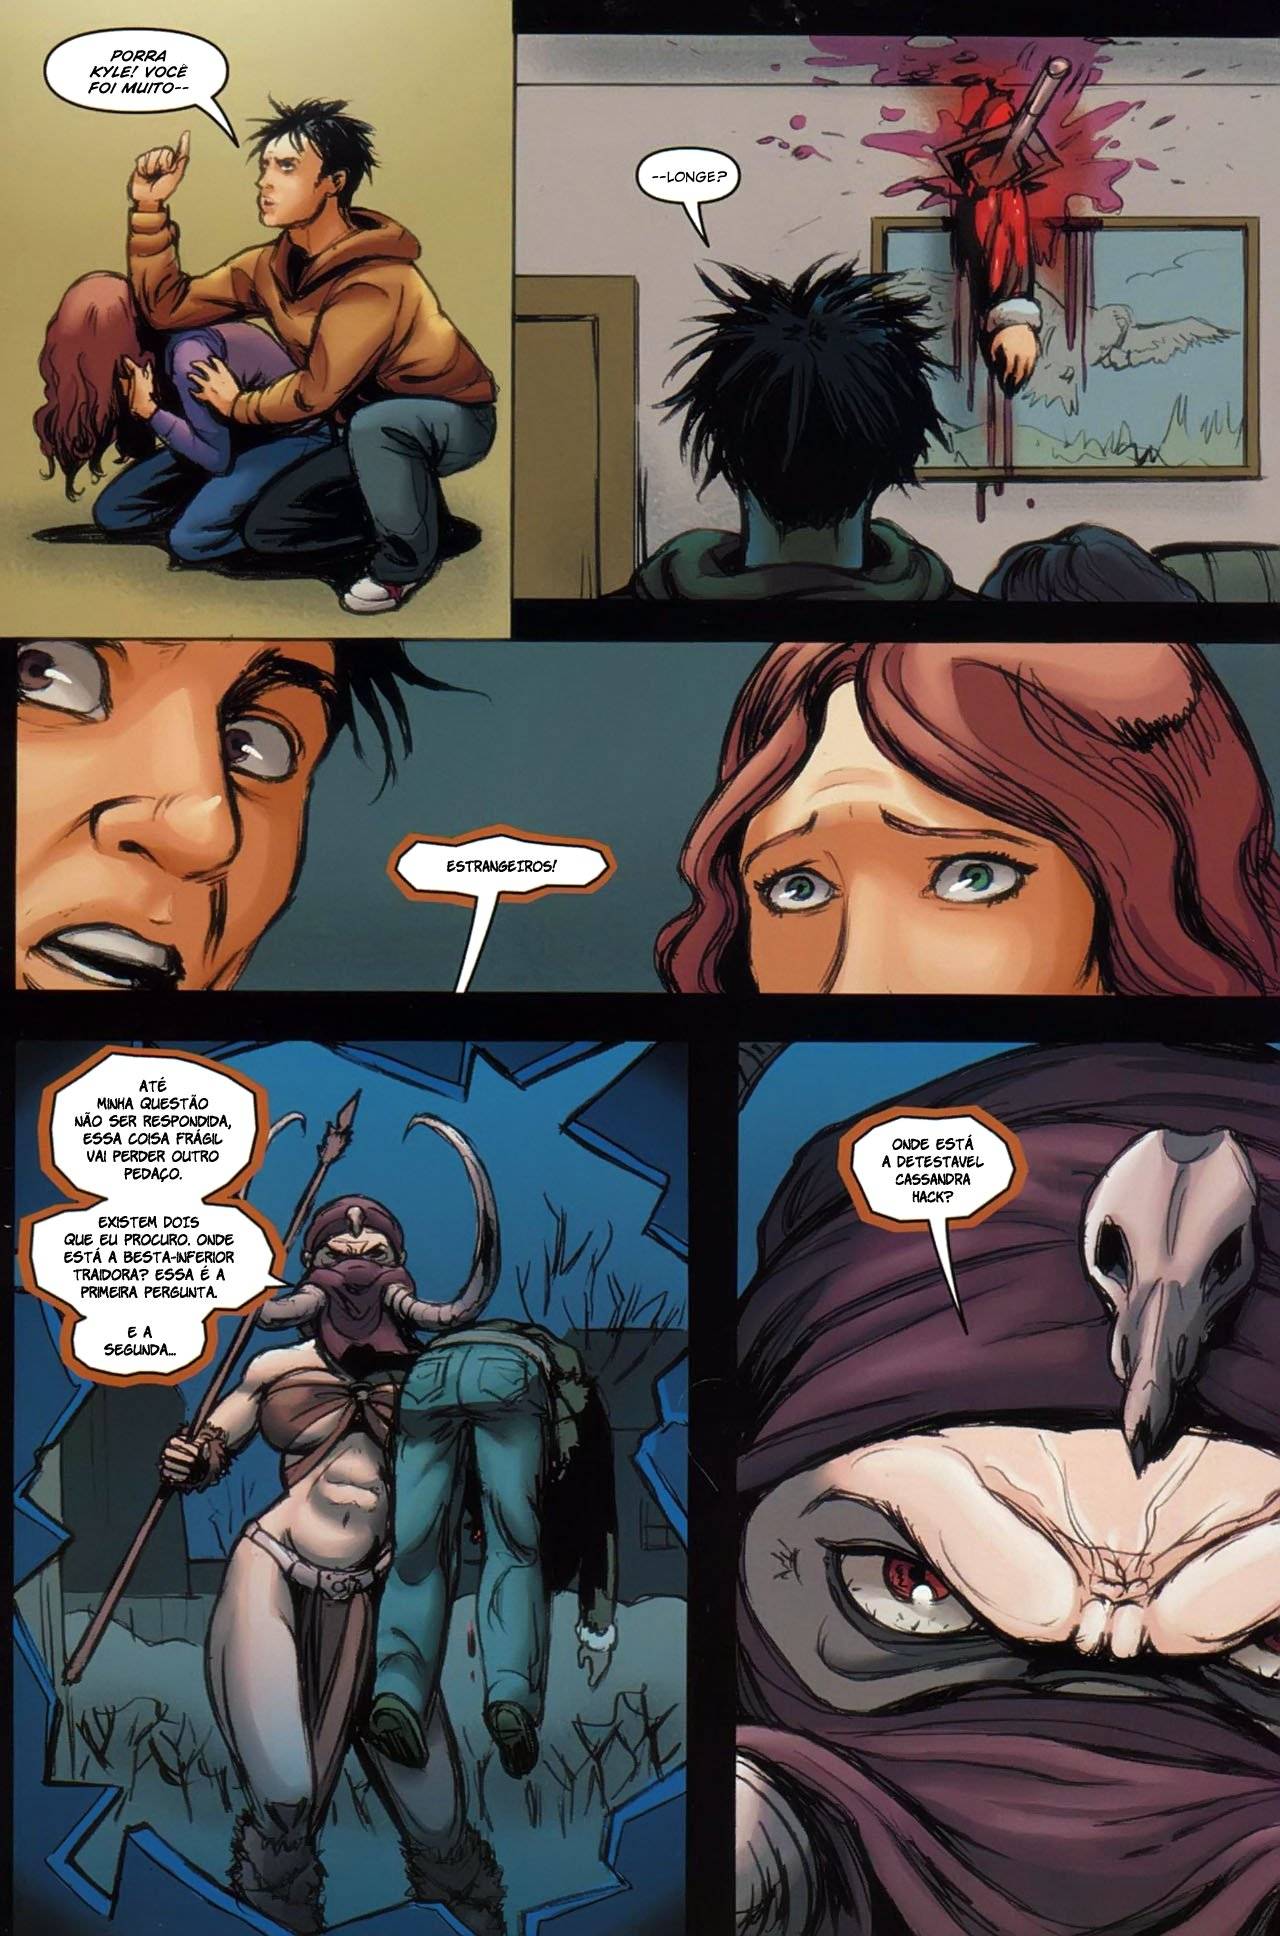 PORRA
KYLE! VOCÊ
FOI MUITO--
--LONGE?
ESTRANGEIROS!
ATÉ
MINHA QUESTÃO
NÃO SER RESPONDIDA,
ESSA COISA FRÁGIL
VAI PERDER OUTRO
PEDAÇO.
EXISTEM DOIS
QUE EU PROCURO. ONDE
ESTÁ A BESTA-INFERIOR
TRAIDORA? ESSA É A
PRIMEIRA PERGUNTA.
E A
SEGUNDA...
ONDE ESTÁ
A DETESTAVEL
CASSANDRA
HACK?